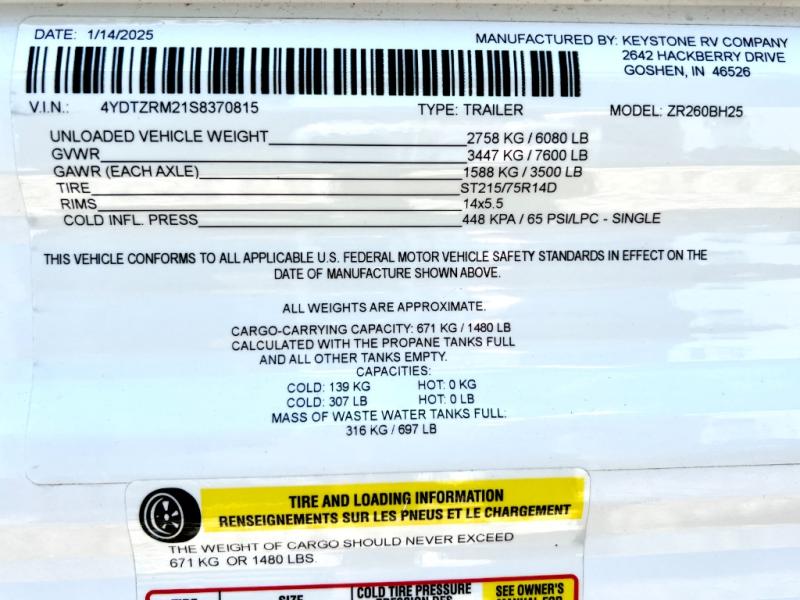 DATE: 1/14/2025
MANUFACTURED BY: KEYSTONE RV COMPANY
2642 HACKBERRY DRIVE
GOSHEN, IN 46526
V.I.N.: 4YDTZRM21S8370815 TYPE: TRAILER MODEL: ZR260BH25
UNLOADED VEHICLE WEIGHT 2758 KG / 6080 LB
GVWR 3447 KG / 7600 LB
GAWR (EACH AXLE) 1588 KG / 3500 LB
TIRE ST215/75R14D
RIMS 14x5.5
COLD INFL. PRESS 448 KPA / 65 PSI/LPC - SINGLE
THIS VEHICLE CONFORMS TO ALL APPLICABLE U.S. FEDERAL MOTOR VEHICLE SAFETY STANDARDS IN EFFECT ON THE
DATE OF MANUFACTURE SHOWN ABOVE.
ALL WEIGHTS ARE APPROXIMATE.
CARGO-CARRYING CAPACITY: 671 KG / 1480 LB
CALCULATED WITH THE PROPANE TANKS FULL
AND ALL OTHER TANKS EMPTY.
CAPACITIES:
COLD: 139 KG HOT: 0 KG
COLD: 307 LB HOT: 0 LB
MASS OF WASTE WATER TANKS FULL:
316 KG / 697 LB
TIRE AND LOADING INFORMATION
RENSEIGNEMENTS SUR LES PNEUS ET LE CHARGEMENT
THE WEIGHT OF CARGO SHOULD NEVER EXCEED
671 KG OR 1480 LBS.
COLD TIRE PRESSURE
SEE OWNER'S